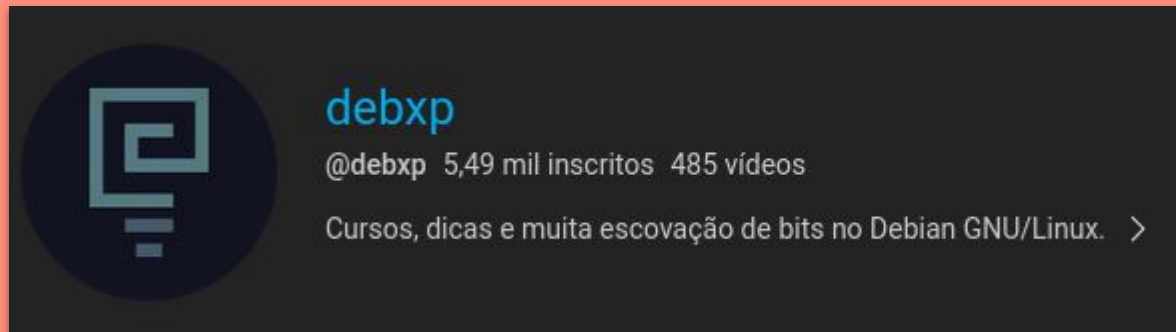 debxp
@debxp 5,49 mil inscritos 485 vídeos
Cursos, dicas e muita escovação de bits no Debian GNU/Linux.